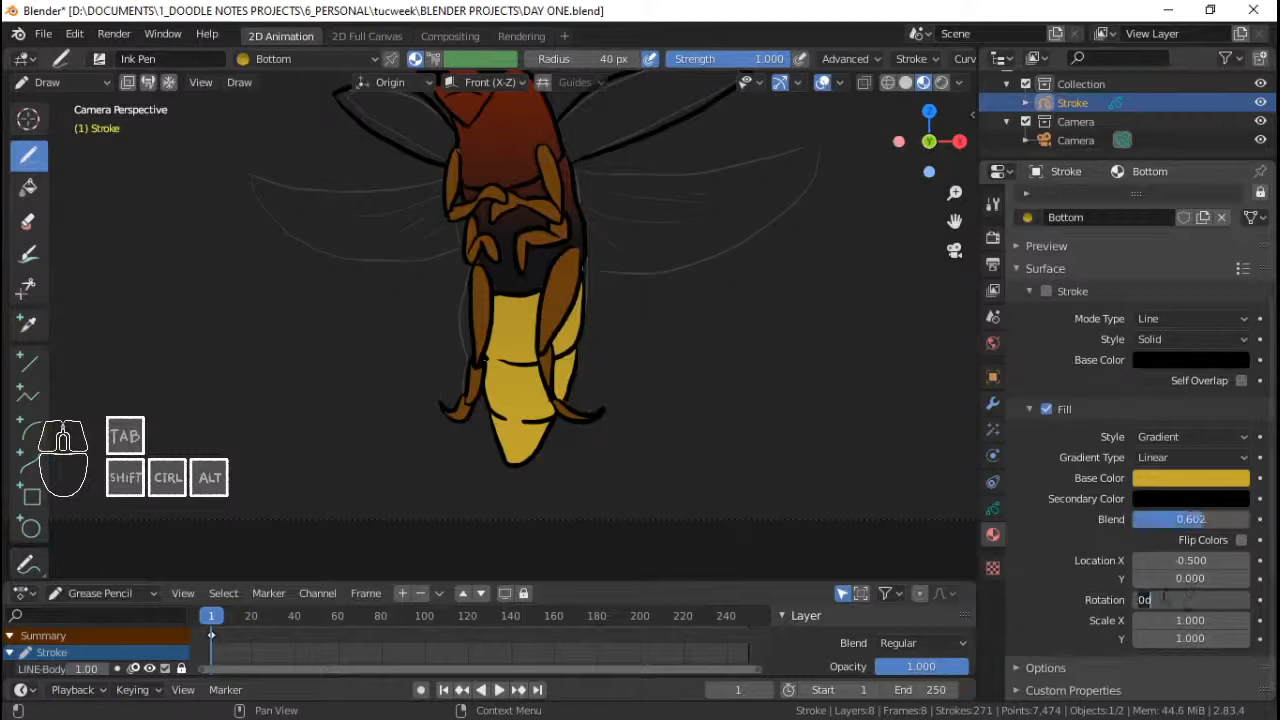 Blender* [D:\DOCUMENTS\1_DOODLE NOTES PROJECTS\6_PERSONAL\tucweek\BLENDER PROJECTS\DAY ONE.blend]
File Edit Render Window Help 2D Animation 2D Full Canvas Compositing Rendering Scene View Layer
Ink Pen Bottom Radius 40 px Strength 1.000 Advanced Stroke Curv
Draw View Draw Origin Front (X-Z) Guides
Collection
Stroke
Camera
Camera
Camera Perspective
(1) Stroke
Z
Y
X
Stroke Bottom
Bottom
Preview
Surface
Stroke
Mode Type Line
Style Solid
Base Color
Self Overlap
Fill
Style Gradient
Gradient Type Linear
Base Color
Secondary Color
Blend 0.602
Flip Colors
Location X -0.500
Y 0.000
Rotation 0d
Scale X 1.000
Y 1.000
Options
Custom Properties
TAB
SHIFT CTRL ALT
Grease Pencil View Select Marker Channel Frame
1 20 40 60 80 100 120 140 160 180 200 220 240
Summary
Stroke
LINE-Body 1.00
Layer
Blend Regular
Opacity 1.000
Playback Keying View Marker 1 Start 1 End 250
Select Pan View Context Menu Stroke | Layers:8 | Frames:8 | Strokes:271 | Points:7,474 | Objects:1/2 | Mem: 44.6 MiB | 2.83.4